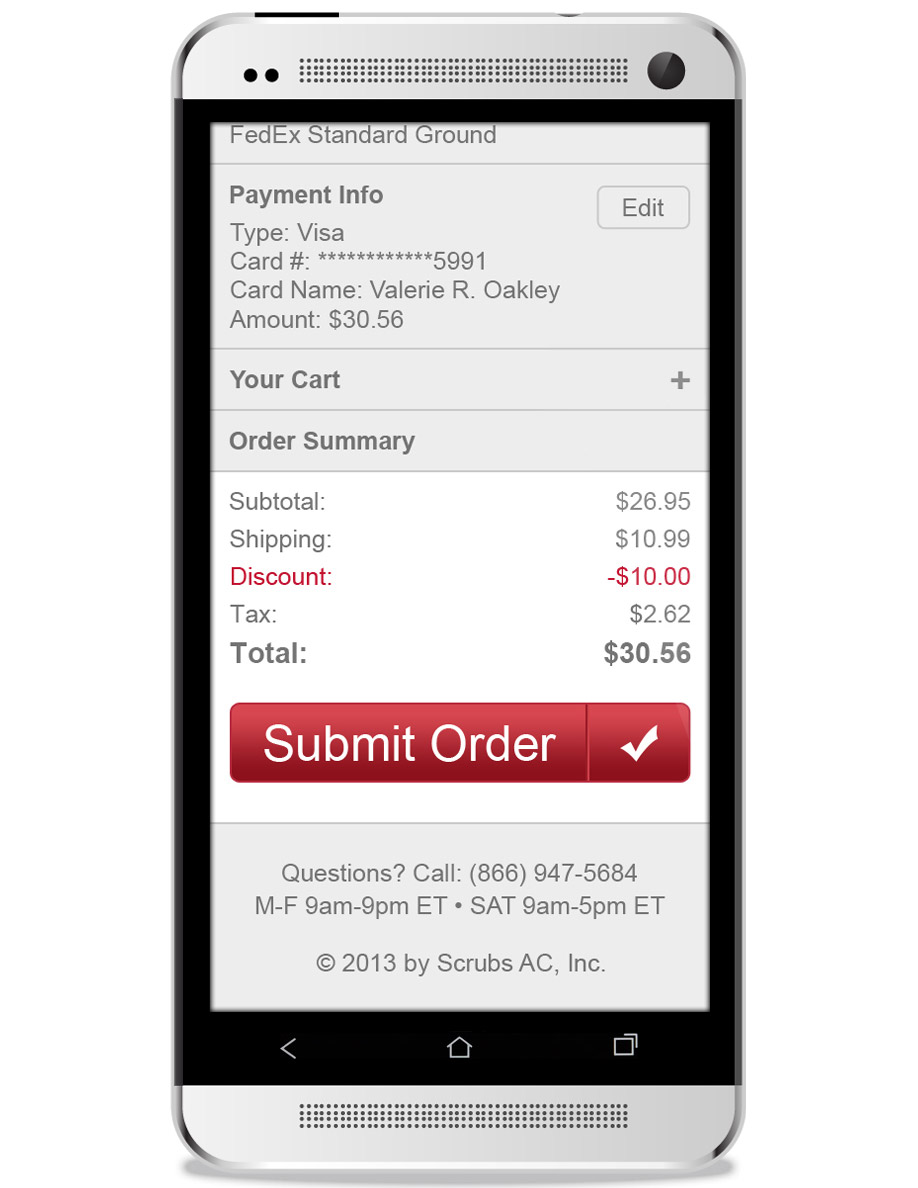 FedEx Standard Ground
Payment Info
Edit
Type: Visa
Card #: ************5991
Card Name: Valerie R. Oakley
Amount: $30.56
Your Cart +
Order Summary
Subtotal: $26.95
Shipping: $10.99
Discount: -$10.00
Tax: $2.62
Total: $30.56
Submit Order
Questions? Call: (866) 947-5684
M-F 9am-9pm ET • SAT 9am-5pm ET
© 2013 by Scrubs AC, Inc.